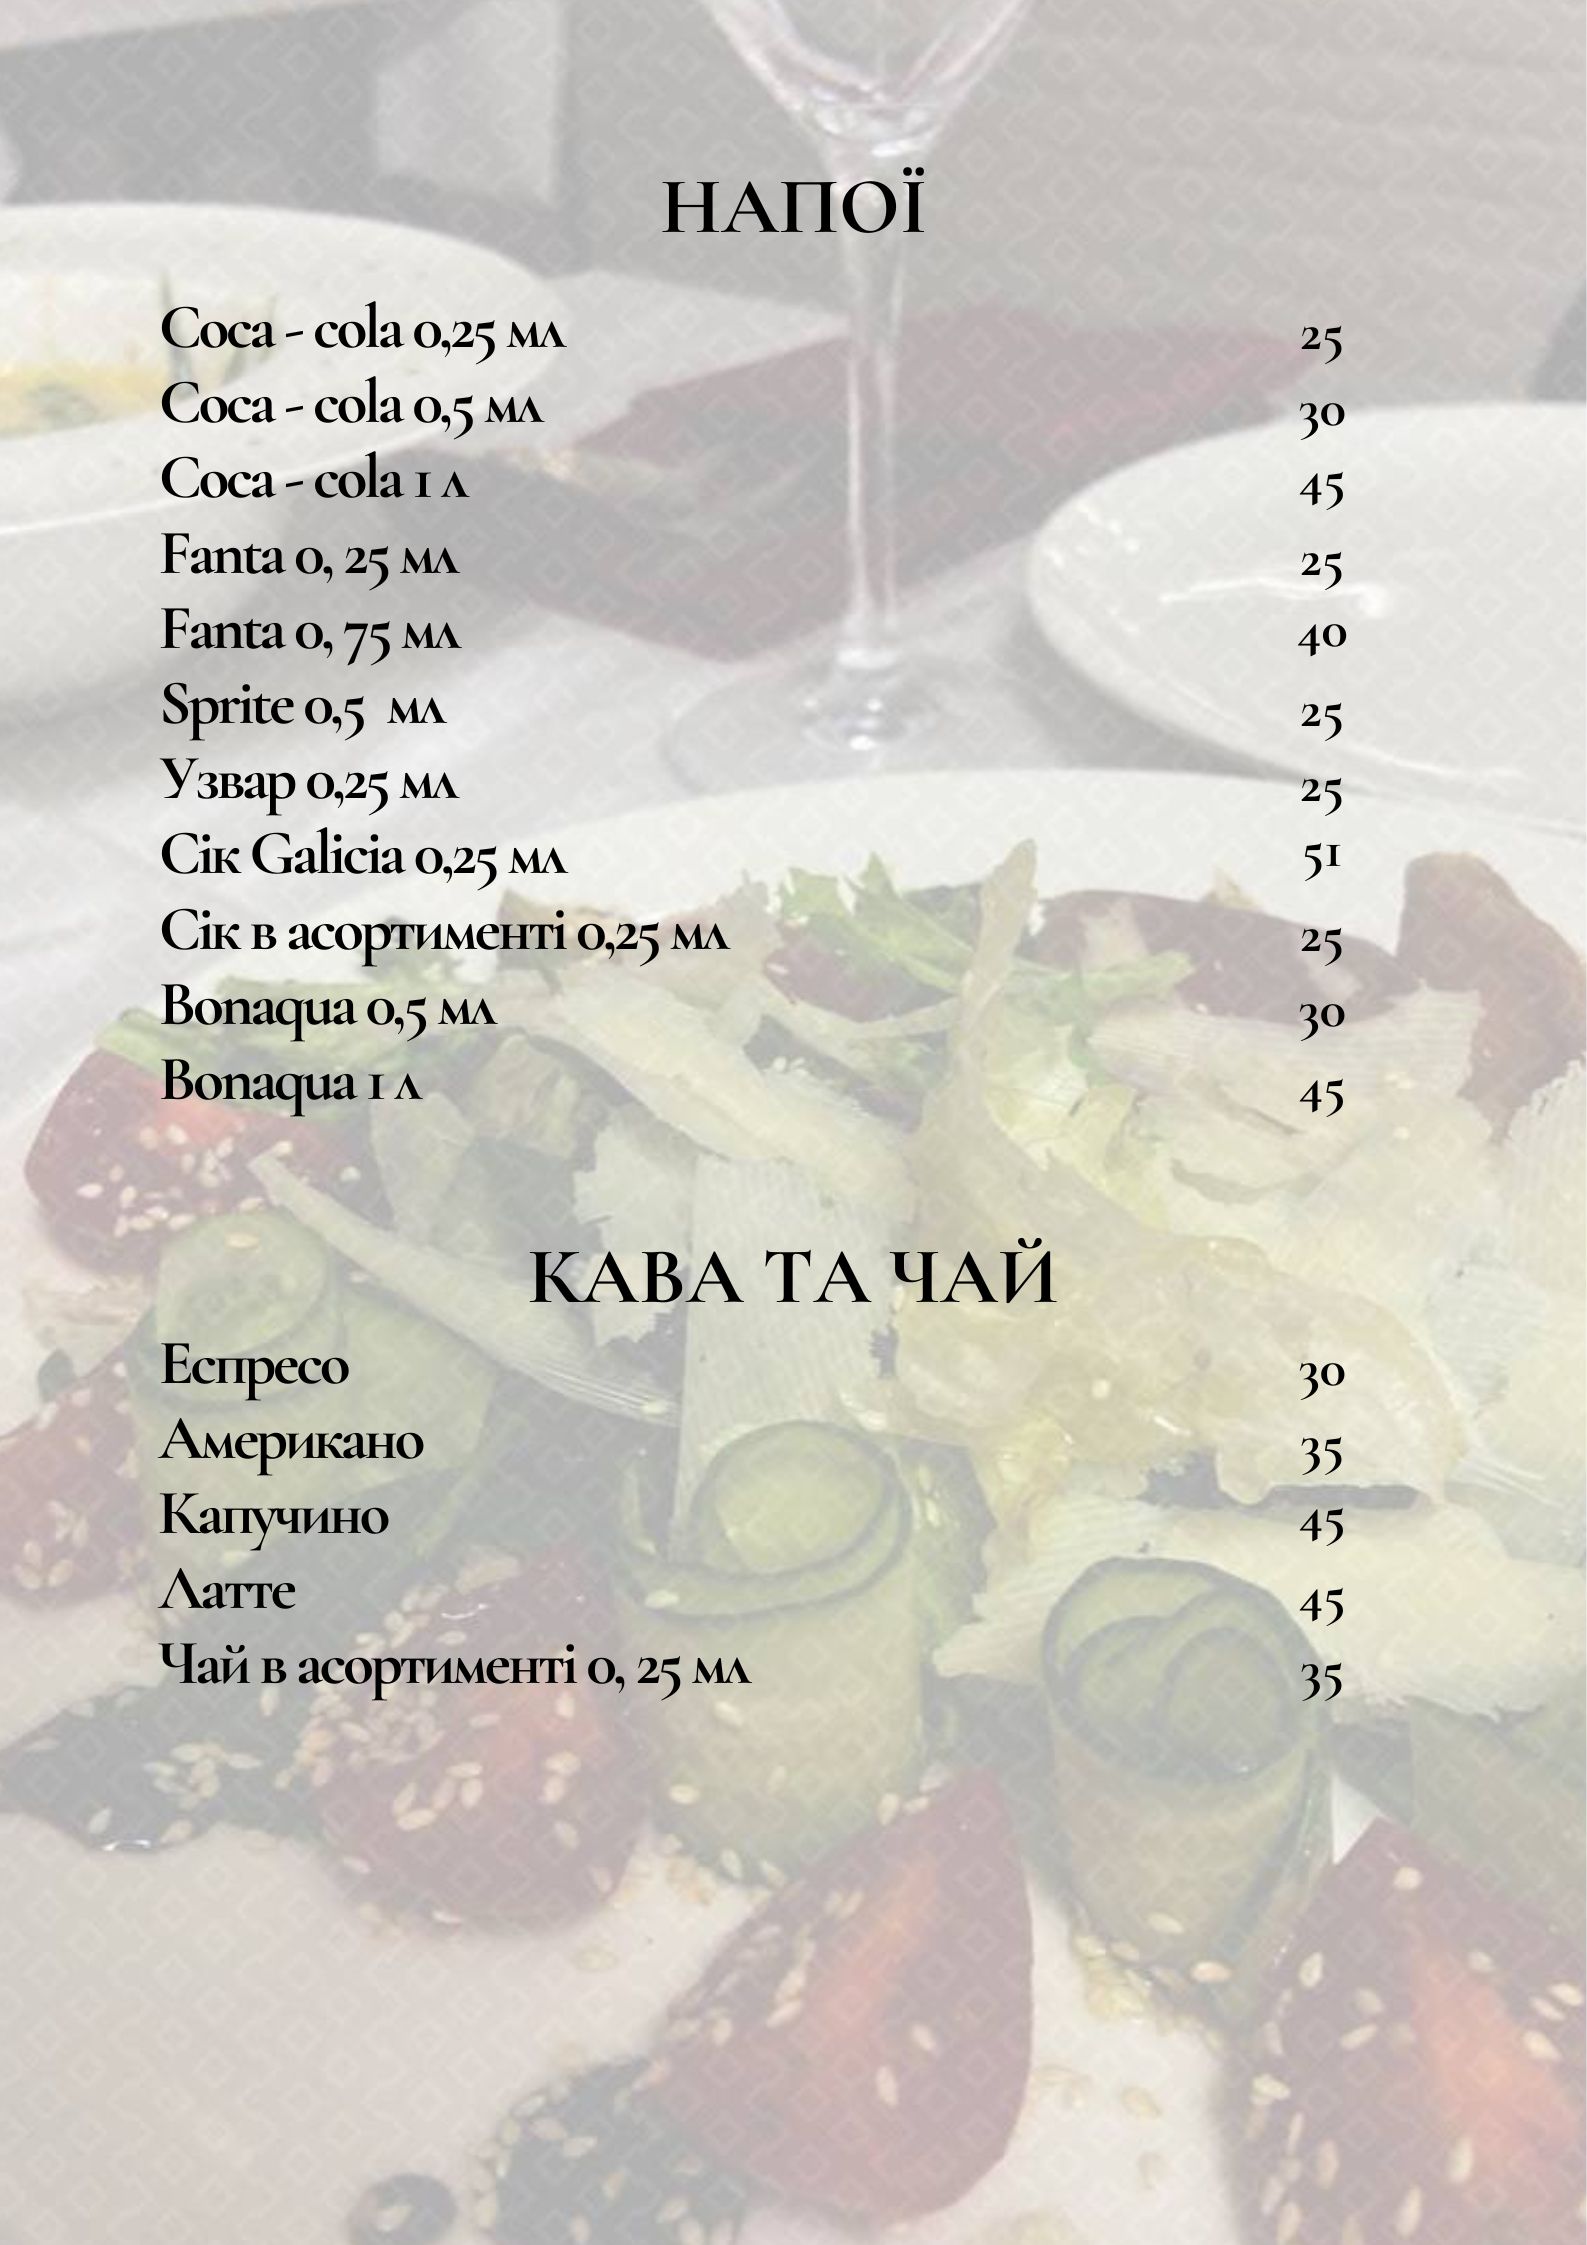 НАПОЇ
Coca - cola 0,25 мл 25
Coca - cola 0,5 мл 30
Coca - cola 1 л 45
Fanta 0, 25 мл 25
Fanta 0, 75 мл 40
Sprite 0,5 мл 25
Узвар 0,25 мл 25
Сік Galicia 0,25 мл 51
Сік в асортименті 0,25 мл 25
Bonaqua 0,5 мл 30
Bonaqua 1 л 45
КАВА ТА ЧАЙ
Еспресо 30
Американо 35
Капучино 45
Латте 45
Чай в асортименті 0, 25 мл 35